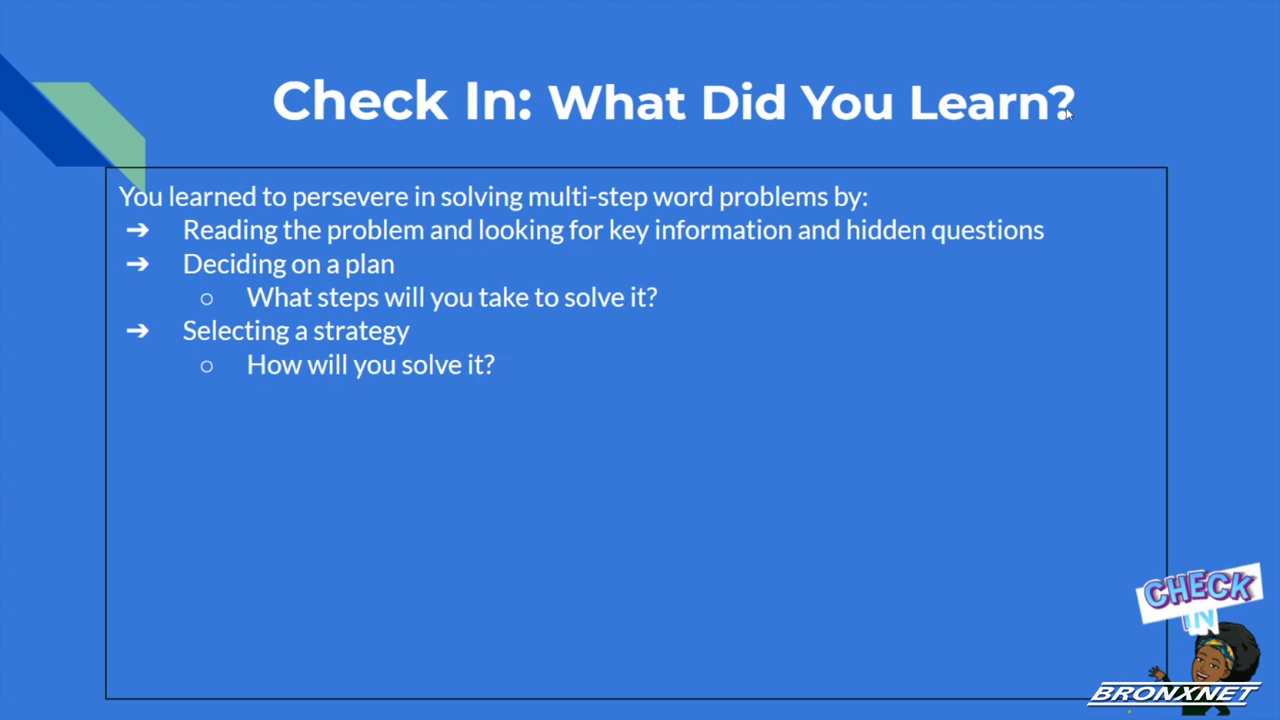 Check In: What Did You Learn?
You learned to persevere in solving multi-step word problems by:
➔ Reading the problem and looking for key information and hidden questions
➔ Deciding on a plan
○ What steps will you take to solve it?
➔ Selecting a strategy
○ How will you solve it?
CHECK
IN
BRONXNET